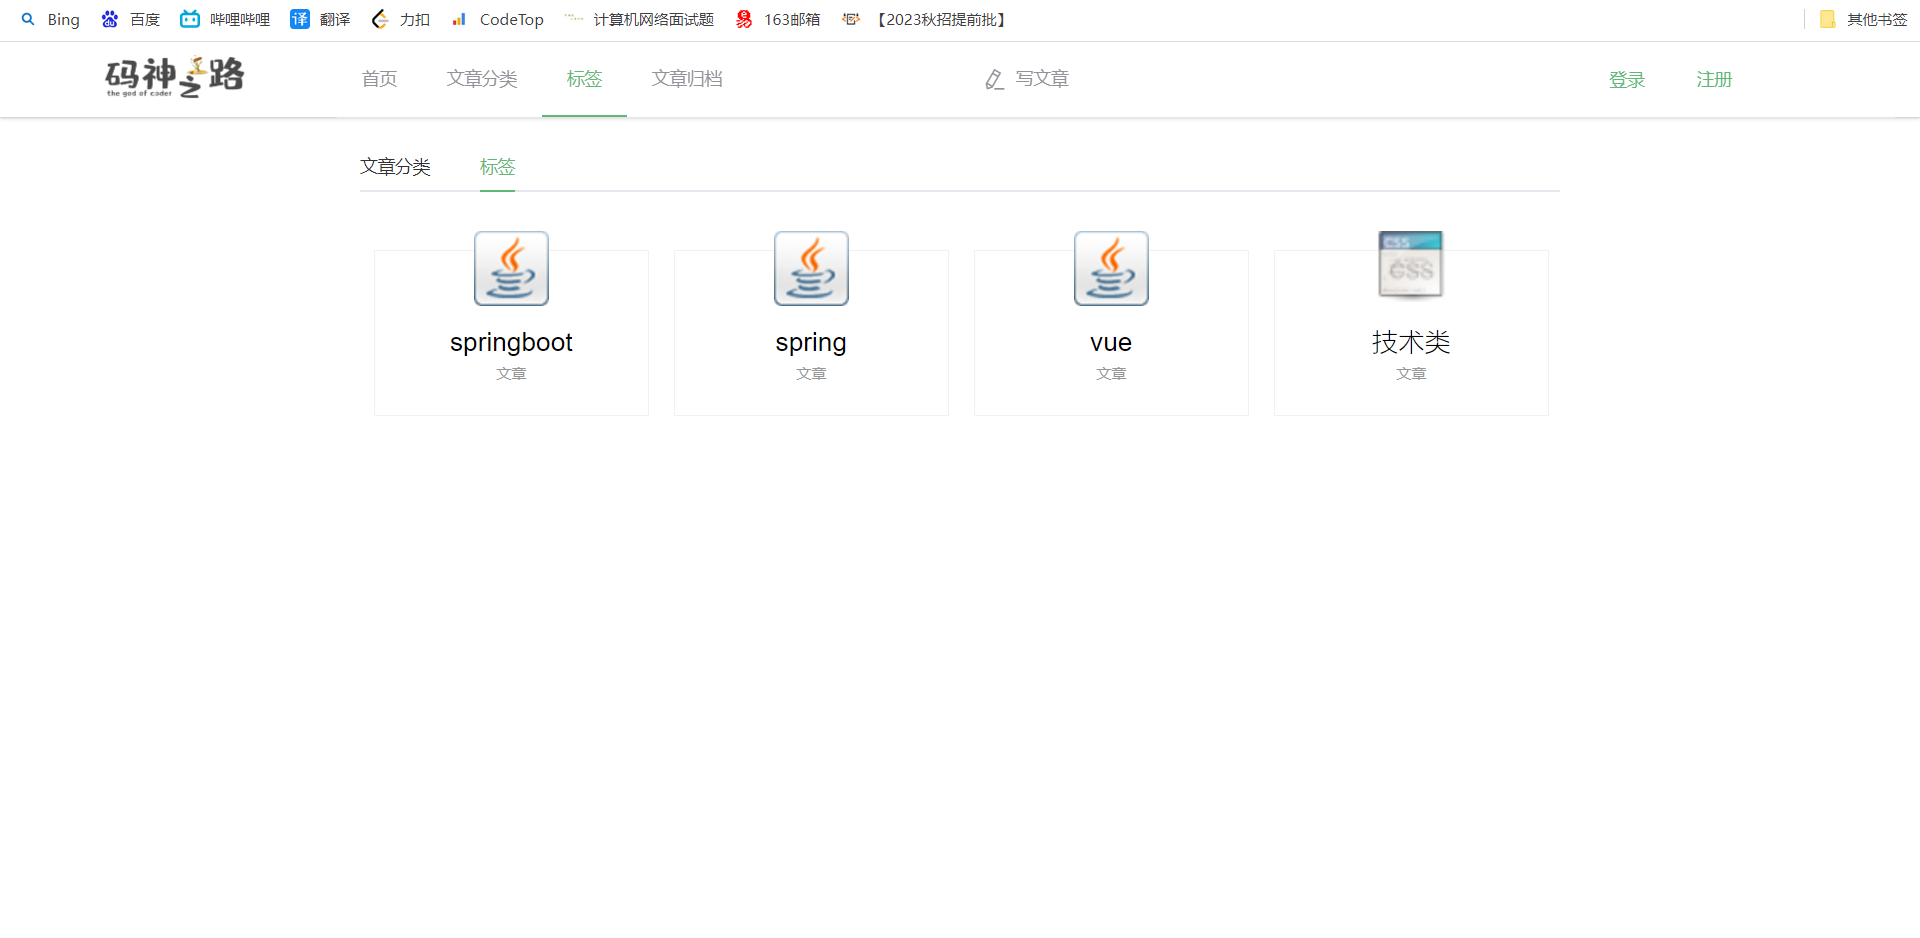 Bing 百度 哔哩哔哩 翻译 力扣 CodeTop 计算机网络面试题 163邮箱 【2023秋招提前批】 其他书签
码神之路 首页 文章分类 标签 文章归档 写文章 登录 注册
the god of coder
文章分类 标签
springboot spring vue 技术类
文章 文章 文章 文章